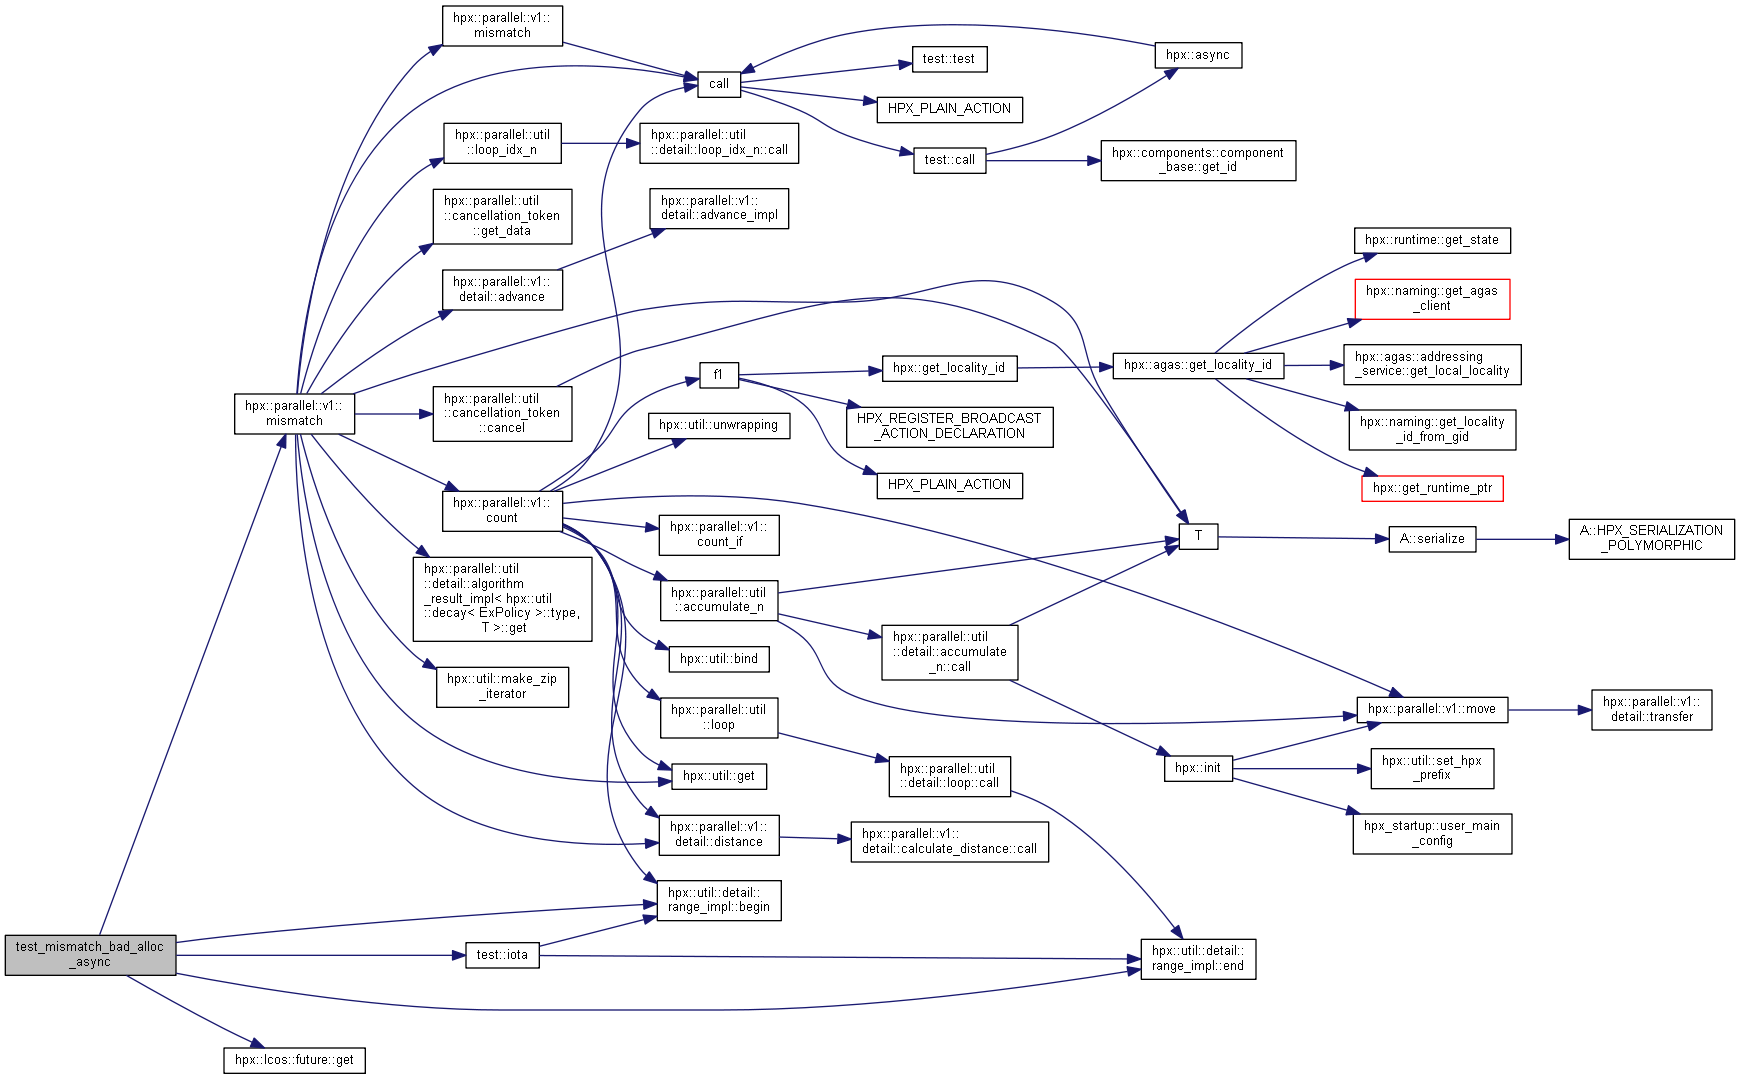 hpx::parallel::v1::
mismatch
call
test::test
hpx::async
HPX_PLAIN_ACTION
hpx::parallel::util
::loop_idx_n
hpx::parallel::util
::detail::loop_idx_n::call
test::call
hpx::components::component
_base::get_id
hpx::parallel::util
::cancellation_token
::get_data
hpx::parallel::v1::
detail::advance_impl
hpx::parallel::v1::
detail::advance
hpx::runtime::get_state
hpx::naming::get_agas
_client
hpx::parallel::v1::
mismatch
hpx::parallel::util
::cancellation_token
::cancel
f1
hpx::get_locality_id
hpx::agas::get_locality_id
hpx::agas::addressing
_service::get_local_locality
hpx::util::unwrapping
HPX_REGISTER_BROADCAST
_ACTION_DECLARATION
hpx::naming::get_locality
_id_from_gid
HPX_PLAIN_ACTION
hpx::get_runtime_ptr
hpx::parallel::v1::
count
hpx::parallel::v1::
count_if
T
A::serialize
A::HPX_SERIALIZATION
_POLYMORPHIC
hpx::parallel::util
::detail::algorithm
_result_impl< hpx::util
::decay< ExPolicy >::type,
T >::get
hpx::parallel::util
::accumulate_n
hpx::parallel::util
::detail::accumulate
_n::call
hpx::util::bind
hpx::util::make_zip
_iterator
hpx::parallel::util
::loop
hpx::parallel::v1::move
hpx::parallel::v1::
detail::transfer
hpx::util::get
hpx::parallel::util
::detail::loop::call
hpx::init
hpx::util::set_hpx
_prefix
hpx::parallel::v1::
detail::distance
hpx::parallel::v1::
detail::calculate_distance::call
hpx_startup::user_main
_config
hpx::util::detail::
range_impl::begin
test_mismatch_bad_alloc
_async
test::iota
hpx::util::detail::
range_impl::end
hpx::lcos::future::get